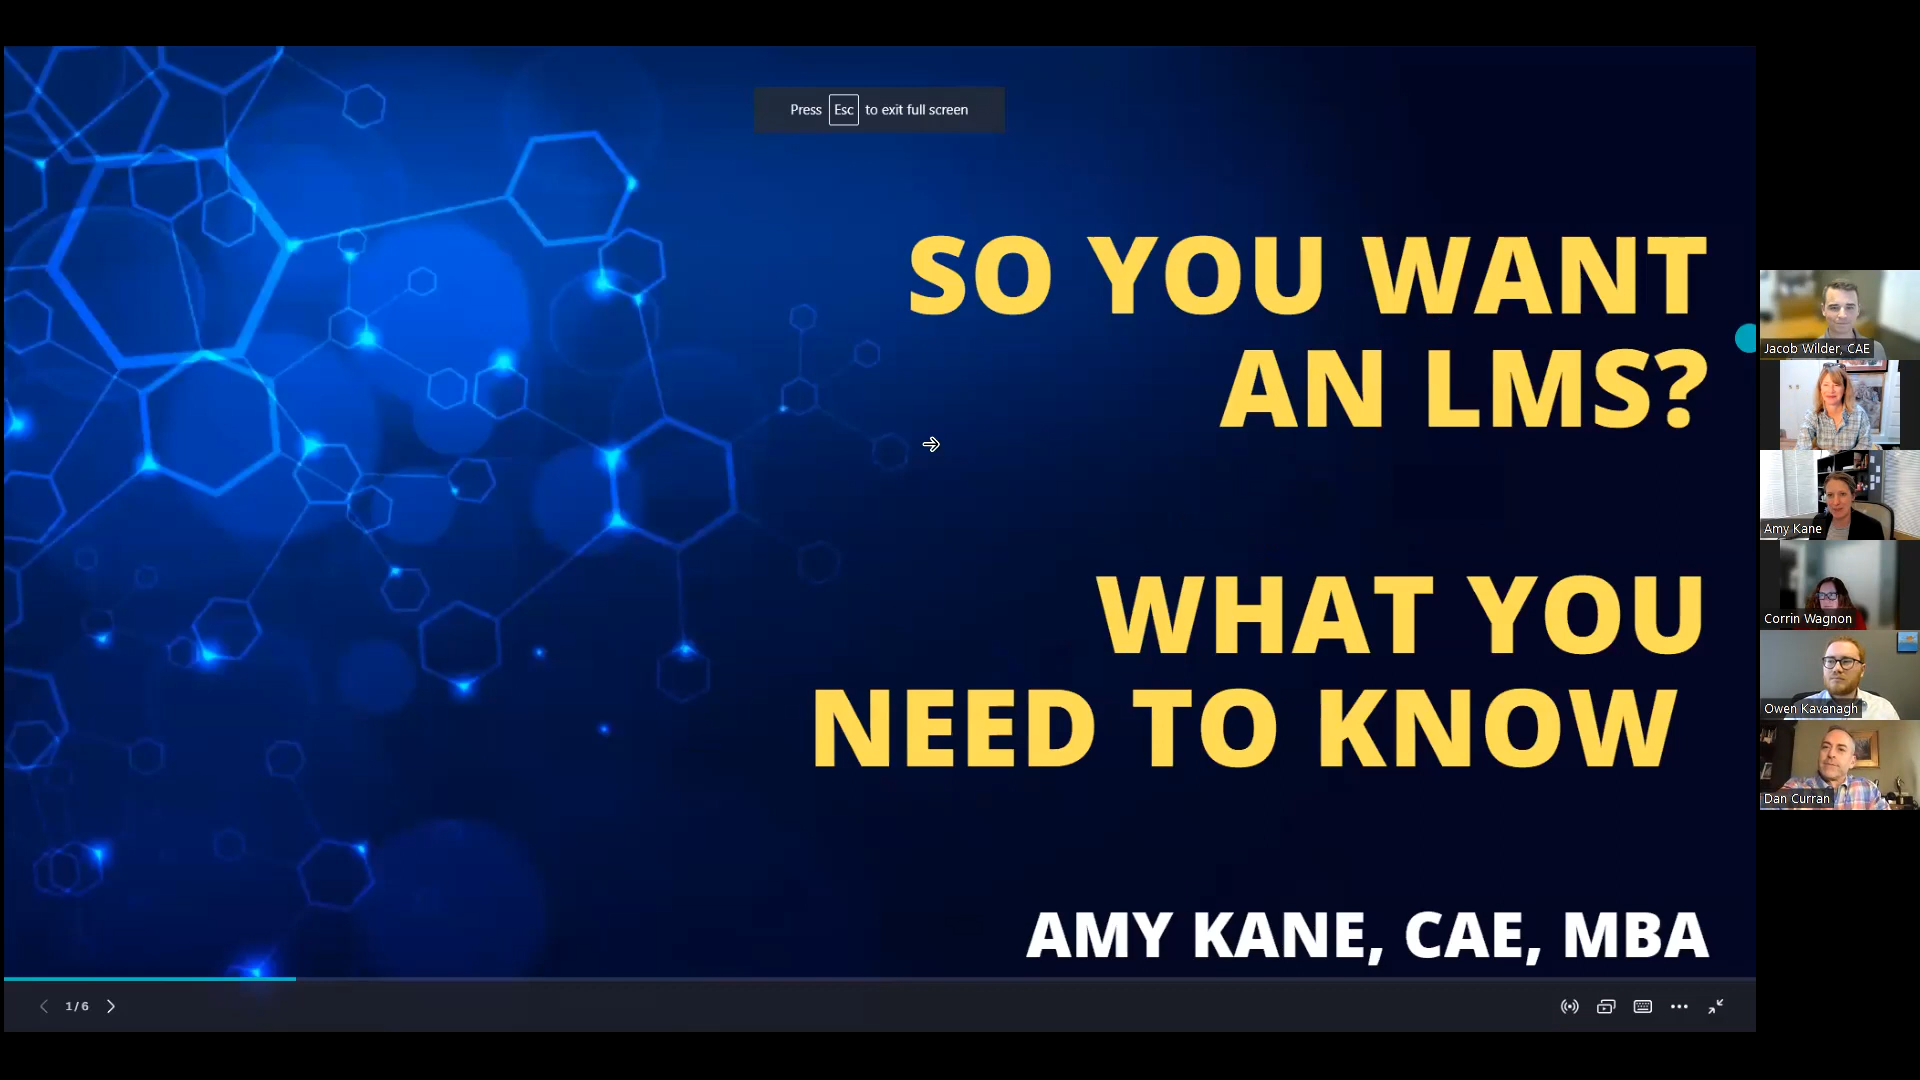 Press Esc to exit full screen
SO YOU WANT
AN LMS?
WHAT YOU
NEED TO KNOW
AMY KANE, CAE, MBA
1/6
Jacob Wilder, CAE
Amy Kane
Corrin Wagnon
Owen Kavanagh
Dan Curran